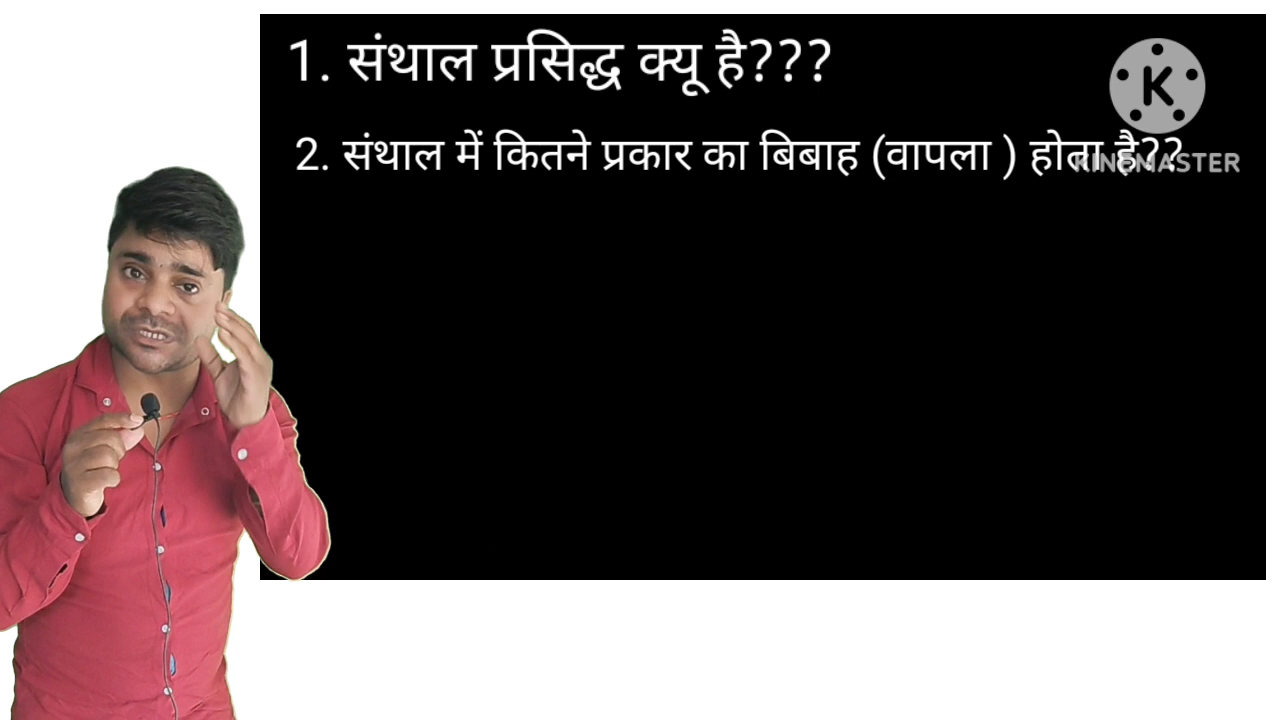 1. संथाल प्रसिद्ध क्यू है???
2. संथाल में कितने प्रकार का बिबाह (वापला ) होता है??
K
KINEMASTER